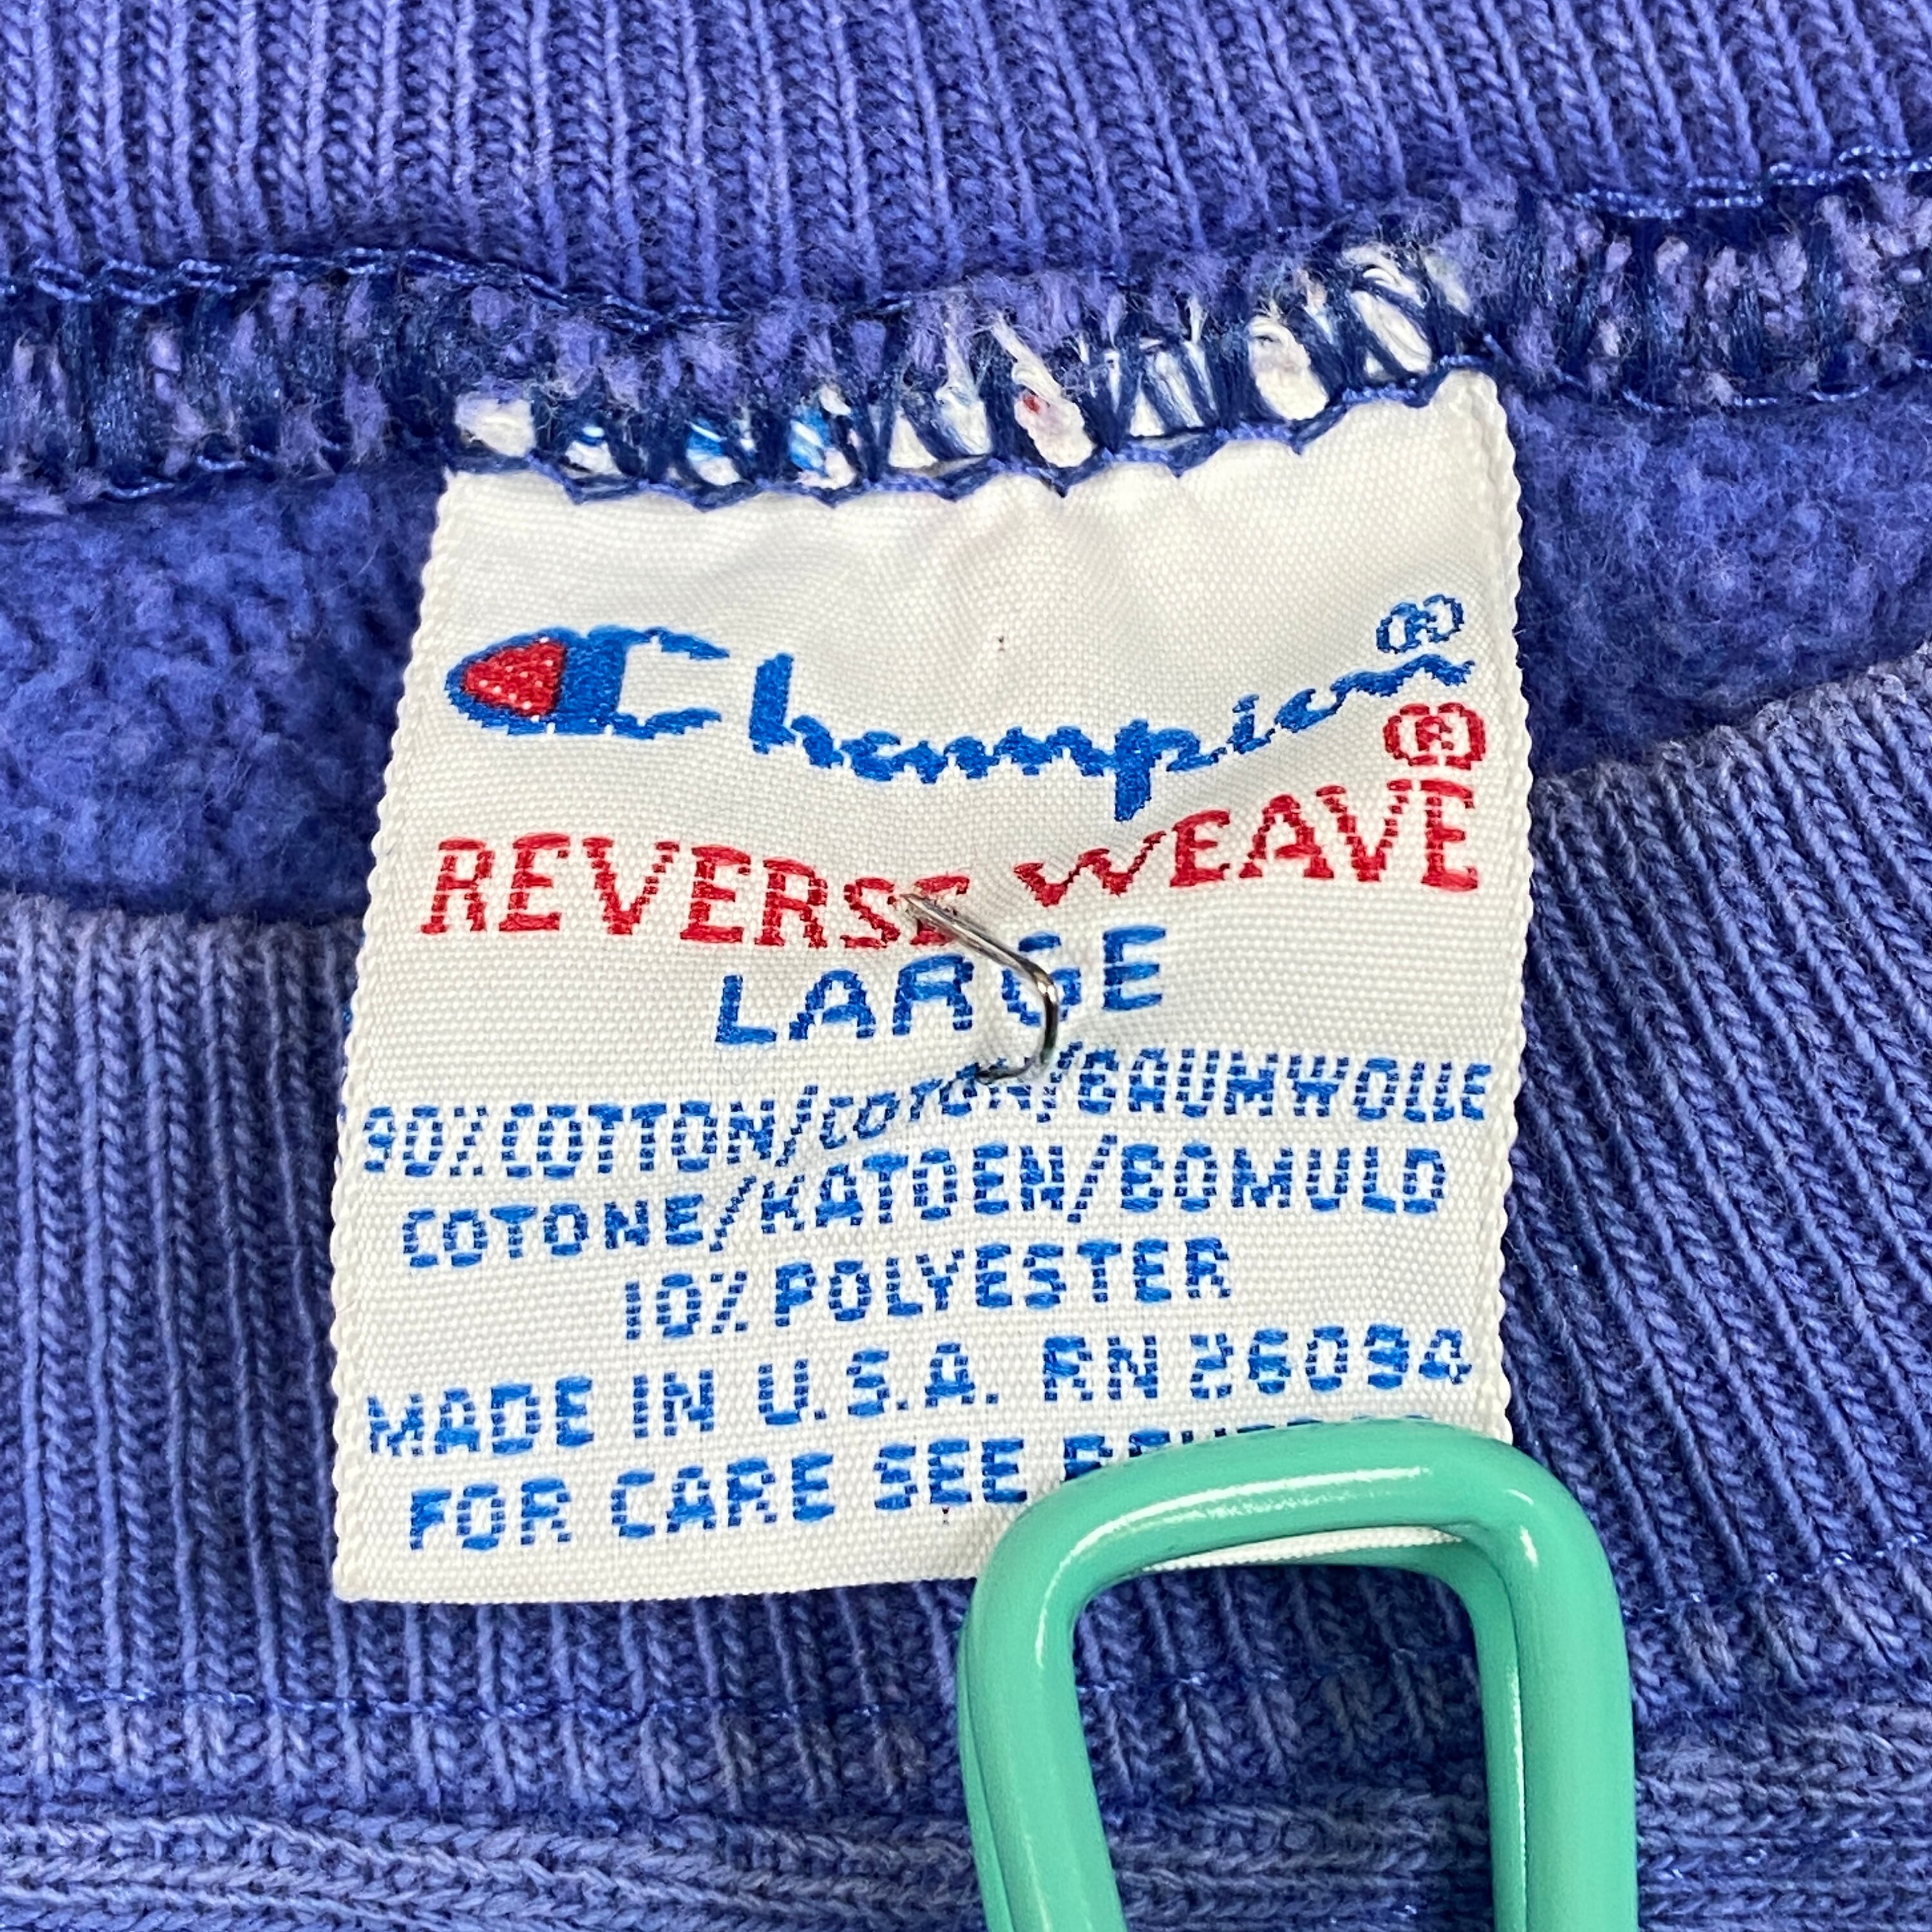 Champion®
REVERSE WEAVE®
LARGE
90% COTTON/COTON/BAUMWOLLE
COTONE/KATOEN/BOMULD
10% POLYESTER
MADE IN U.S.A. RN 26094
FOR CARE SEE